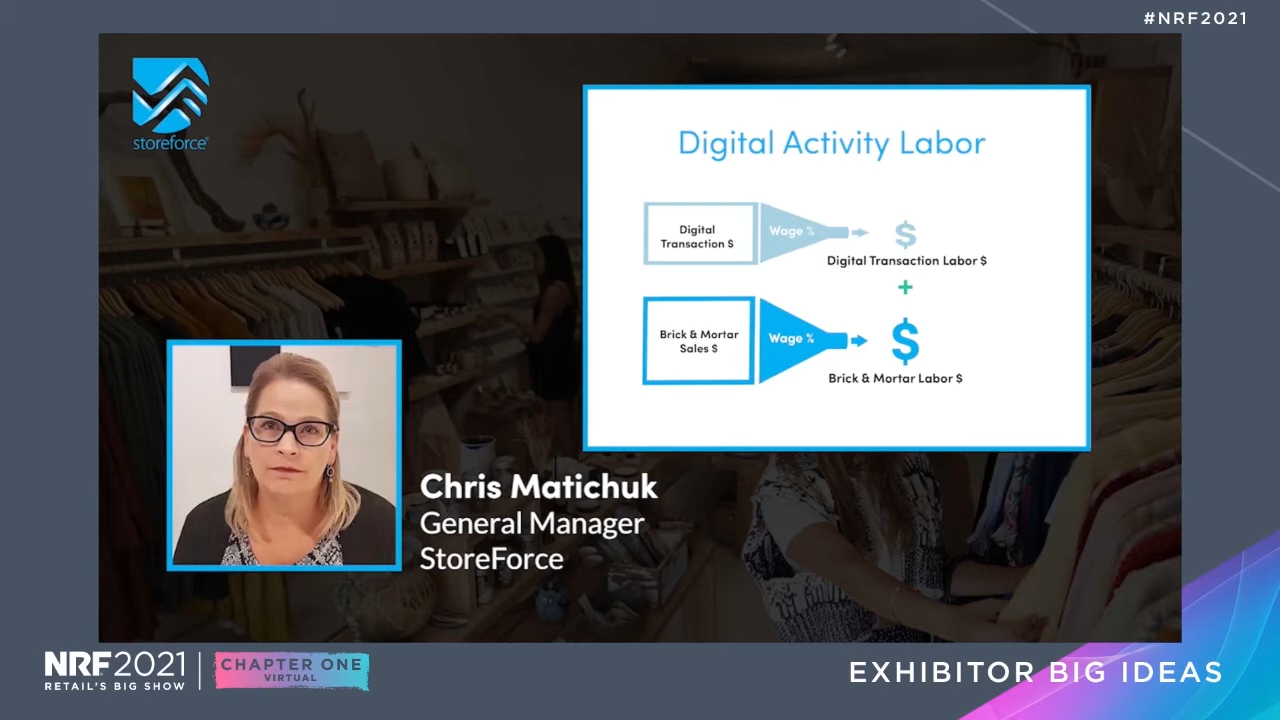 #NRF2021
storeforce®
Digital Activity Labor
Digital
Transaction $
Wage %
$
Digital Transaction Labor $
+
Brick & Mortar
Sales $
Wage %
$
Brick & Mortar Labor $
Chris Matichuk
General Manager
StoreForce
NRF2021
RETAIL'S BIG SHOW
CHAPTER ONE
VIRTUAL
EXHIBITOR BIG IDEAS